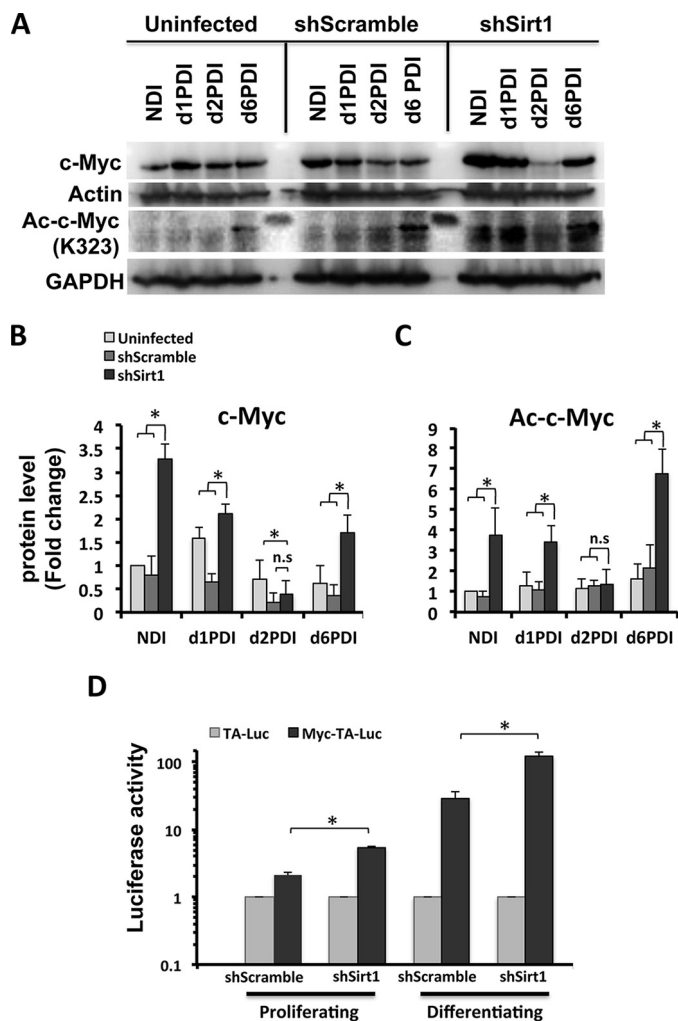 A
Uninfected shScramble shSirt1
NDI d1PDI d2PDI d6PDI NDI d1PDI d2PDI d6 PDI NDI d1PDI d2PDI d6PDI
c-Myc
Actin
Ac-c-Myc
(K323)
GAPDH
B
Uninfected
shScramble
shSirt1
c-Myc
protein level
(Fold change)
4
3.5
3
2.5
2
1.5
1
0.5
0
* * * n.s *
NDI d1PDI d2PDI d6PDI
C
Ac-c-Myc
9
8
7
6
5
4
3
2
1
0
* * n.s *
NDI d1PDI d2PDI d6PDI
D
TA-Luc Myc-TA-Luc
Luciferase activity
100
10
1
0.1
* *
shScramble shSirt1 shScramble shSirt1
Proliferating Differentiating